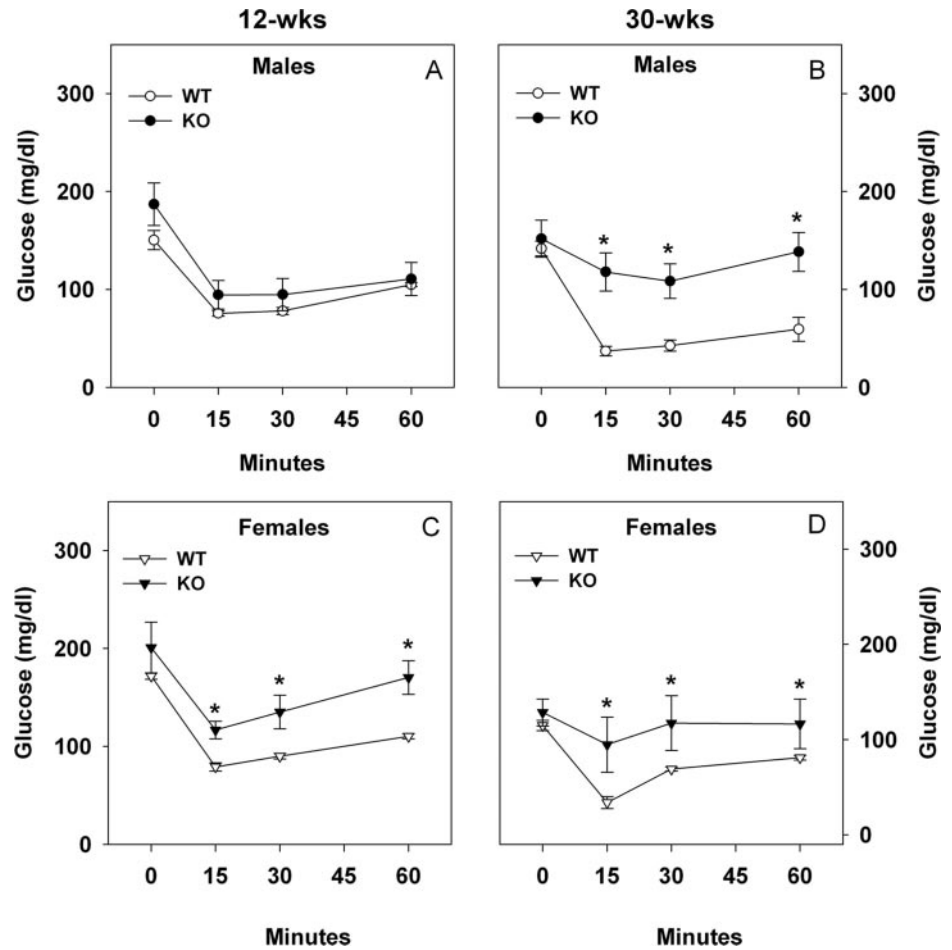 12-wks
30-wks
Males
A
WT
KO
Glucose (mg/dl)
300
200
100
0
*
0 15 30 45 60
Minutes
Males
B
WT
KO
* * *
300
200
100
0
Glucose (mg/dl)
0 15 30 45 60
Minutes
Females
C
WT
KO
Glucose (mg/dl)
300
200
100
0
* * *
0 15 30 45 60
Minutes
Females
D
WT
KO
* * *
300
200
100
0
Glucose (mg/dl)
0 15 30 45 60
Minutes